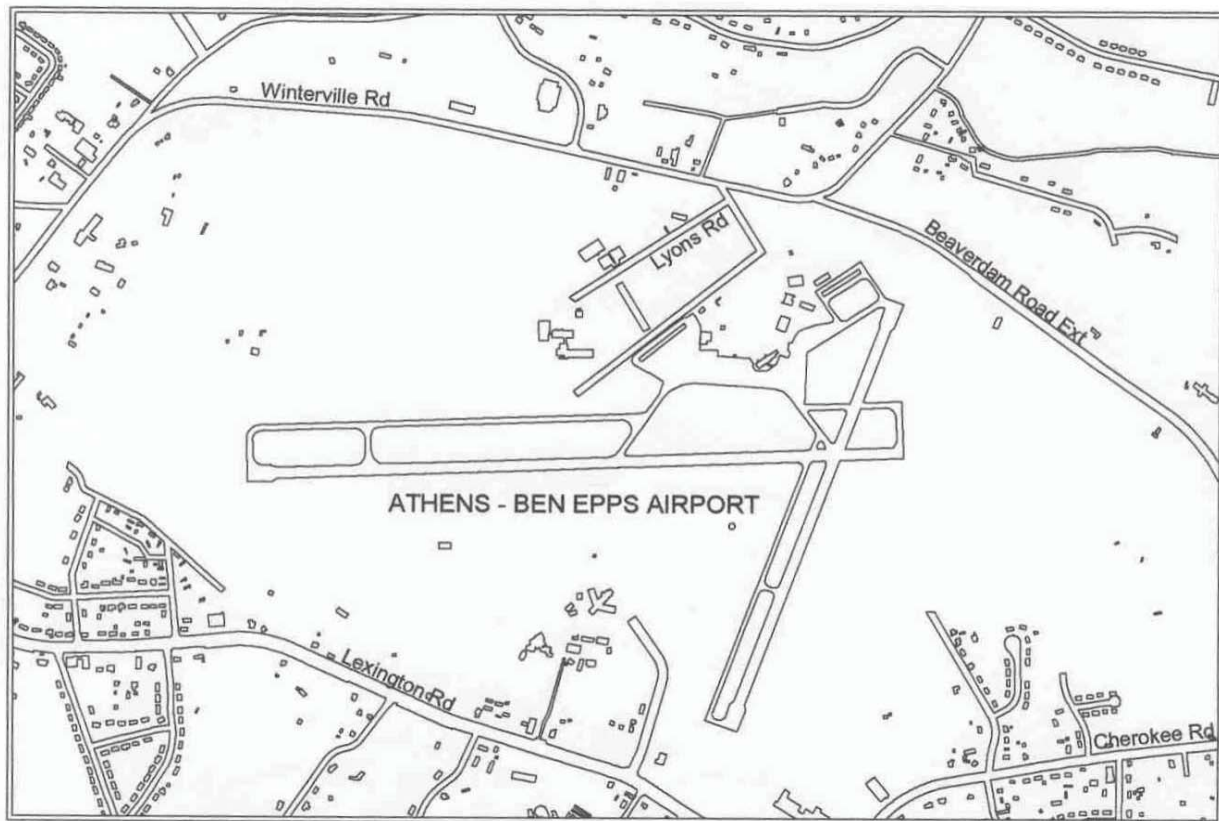 Winterville Rd
Lyons Rd
Beaverdam Road Ext
ATHENS - BEN EPPS AIRPORT
Lexington Rd
Cherokee Rd